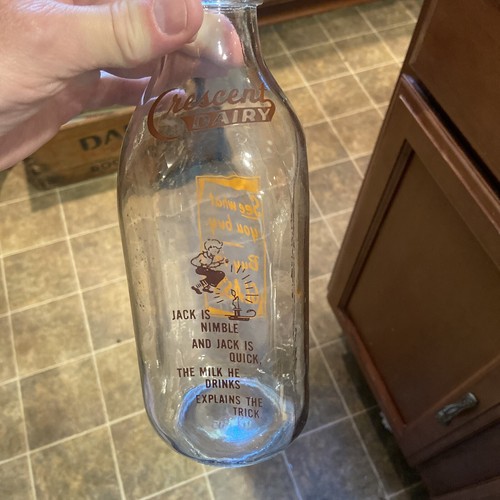 Crescent
DAIRY
See what
you buy
Buy
JACK IS
NIMBLE
AND JACK IS
QUICK,
THE MILK HE
DRINKS
EXPLAINS THE
TRICK
DA